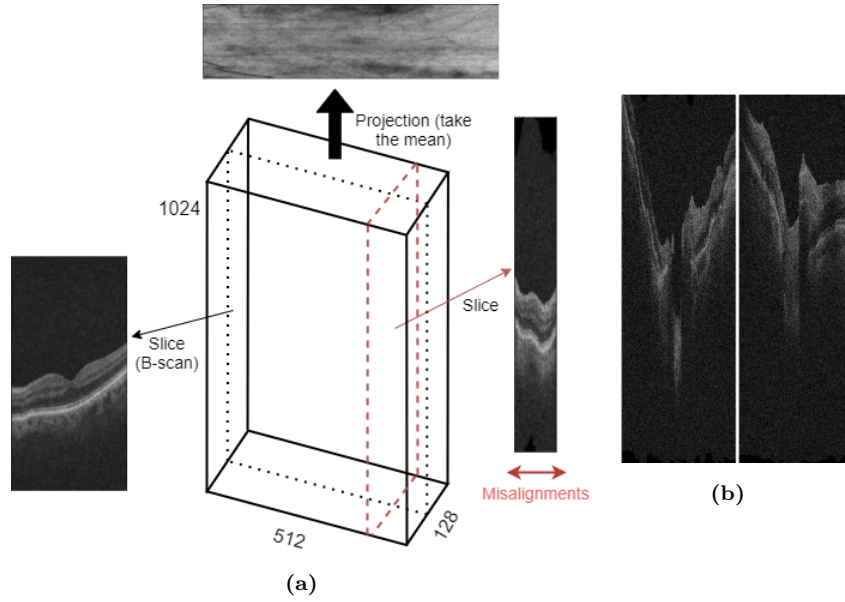 Projection (take
the mean)
1024
Slice
Slice
(B-scan)
Misalignments
512
128
(a)
(b)